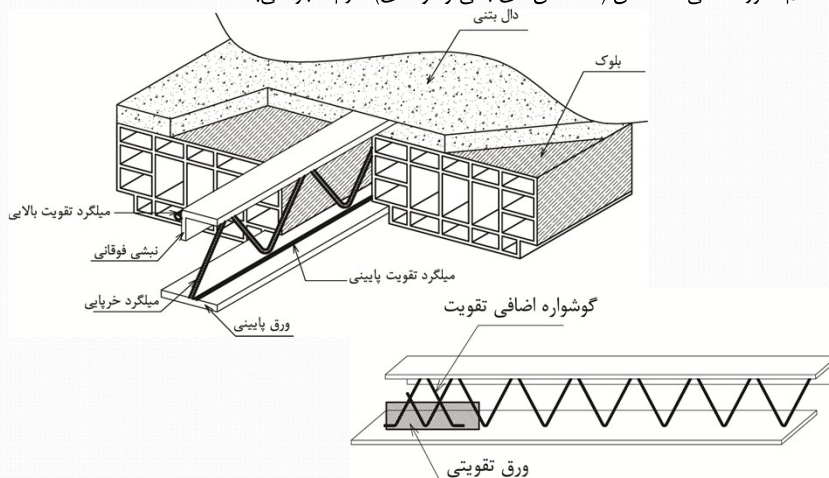 دال بتنی
بلوک
میلگرد تقویت بالایی
نبشی فوقانی
میلگرد تقویت پایینی
میلگرد خرپایی
ورق پایینی
گوشواره اضافی تقویت
ورق تقویتی